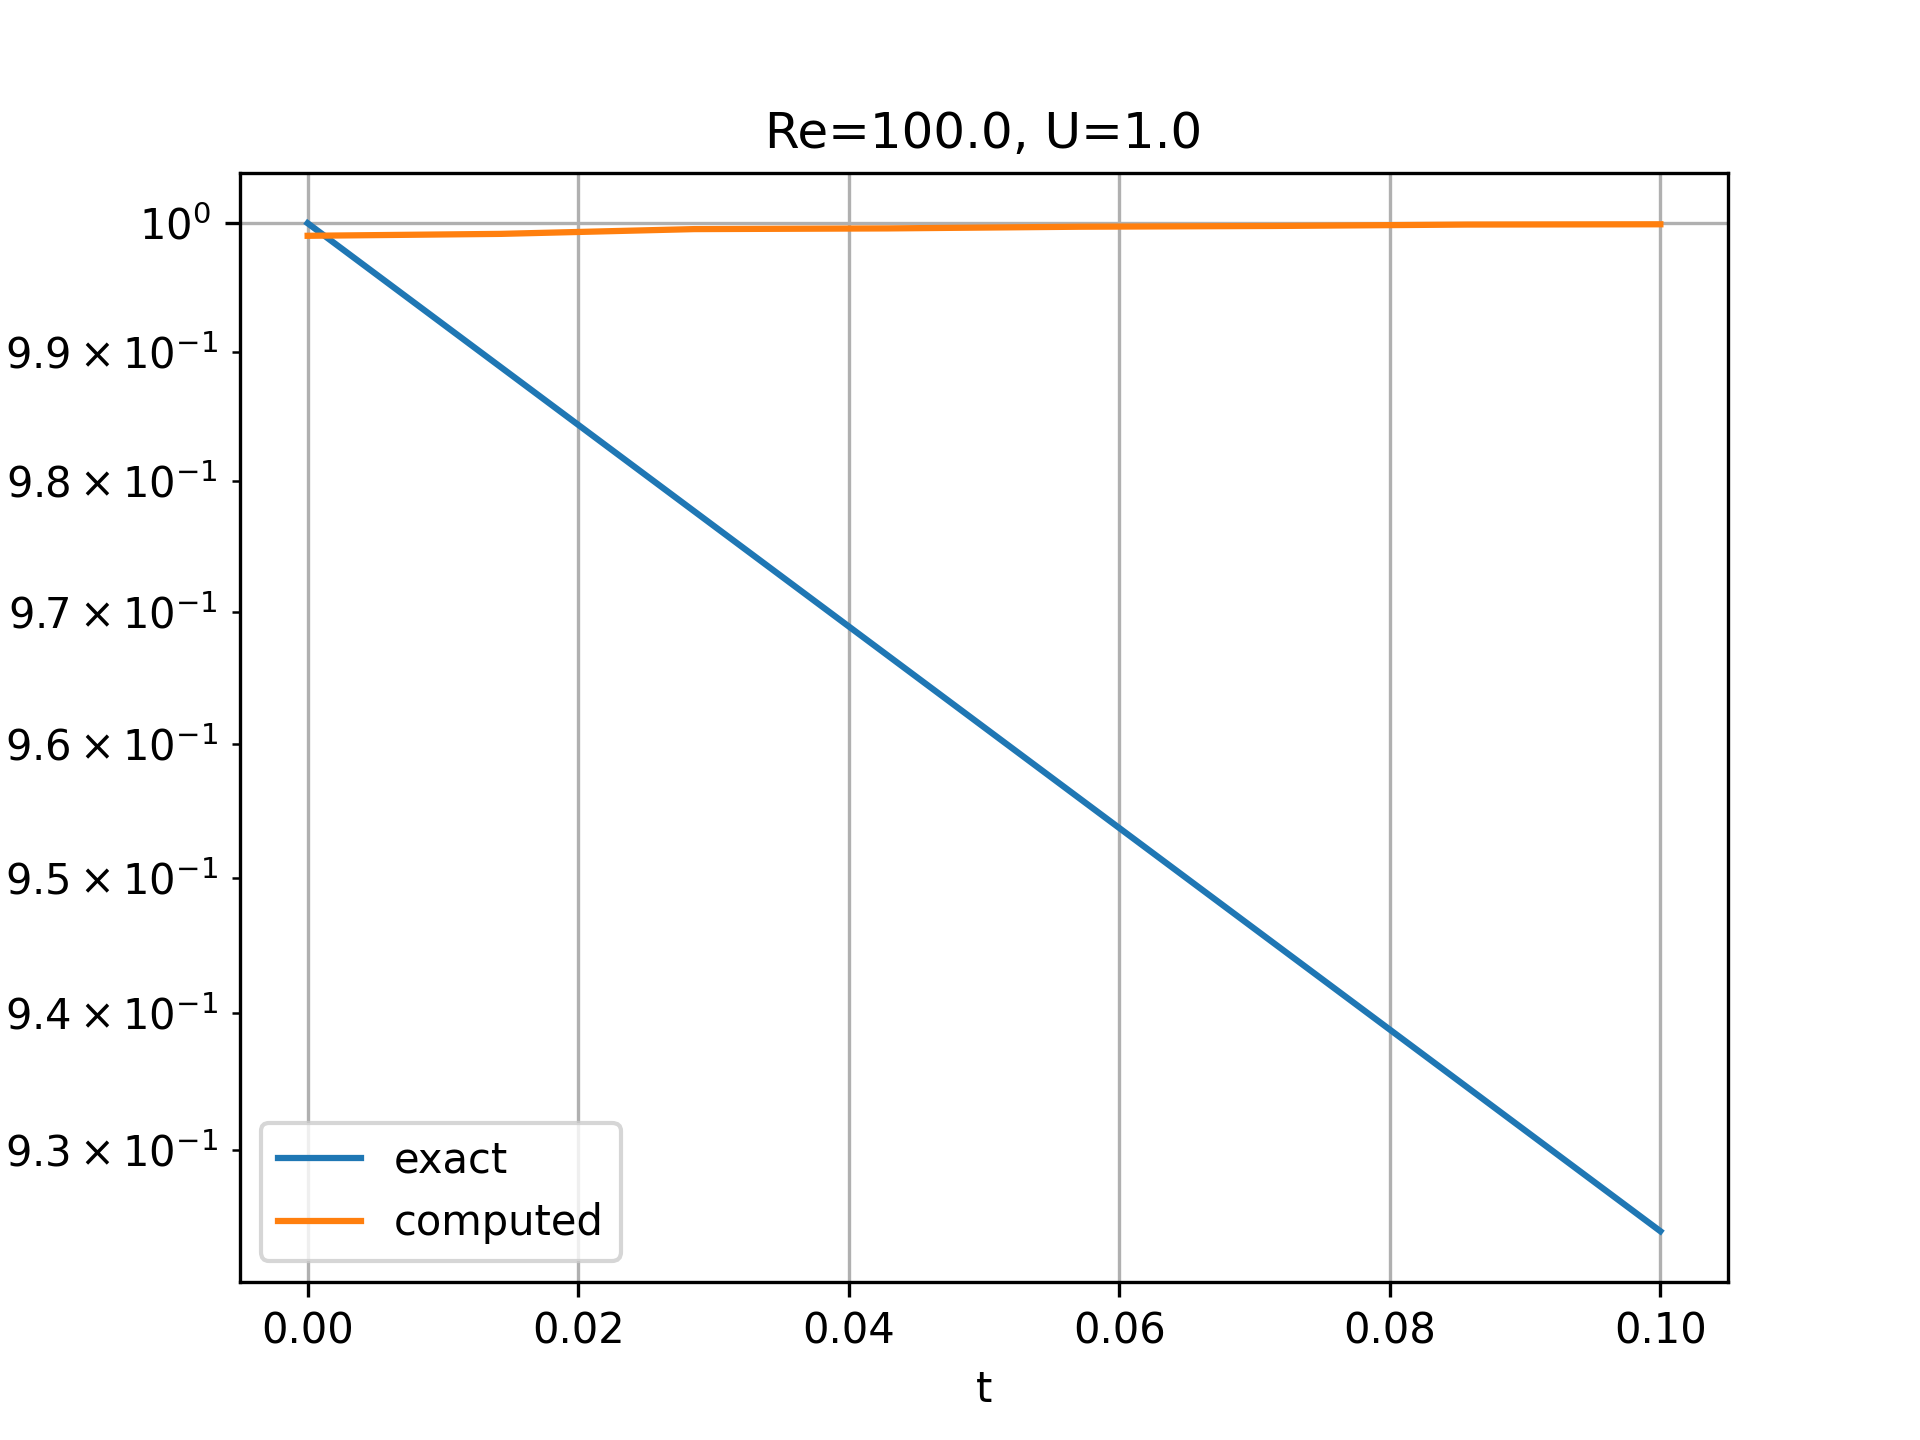 Re=100.0, U=1.0
10⁰
9.9 × 10⁻¹
9.8 × 10⁻¹
9.7 × 10⁻¹
9.6 × 10⁻¹
9.5 × 10⁻¹
9.4 × 10⁻¹
9.3 × 10⁻¹
exact
computed
0.00 0.02 0.04 0.06 0.08 0.10
t